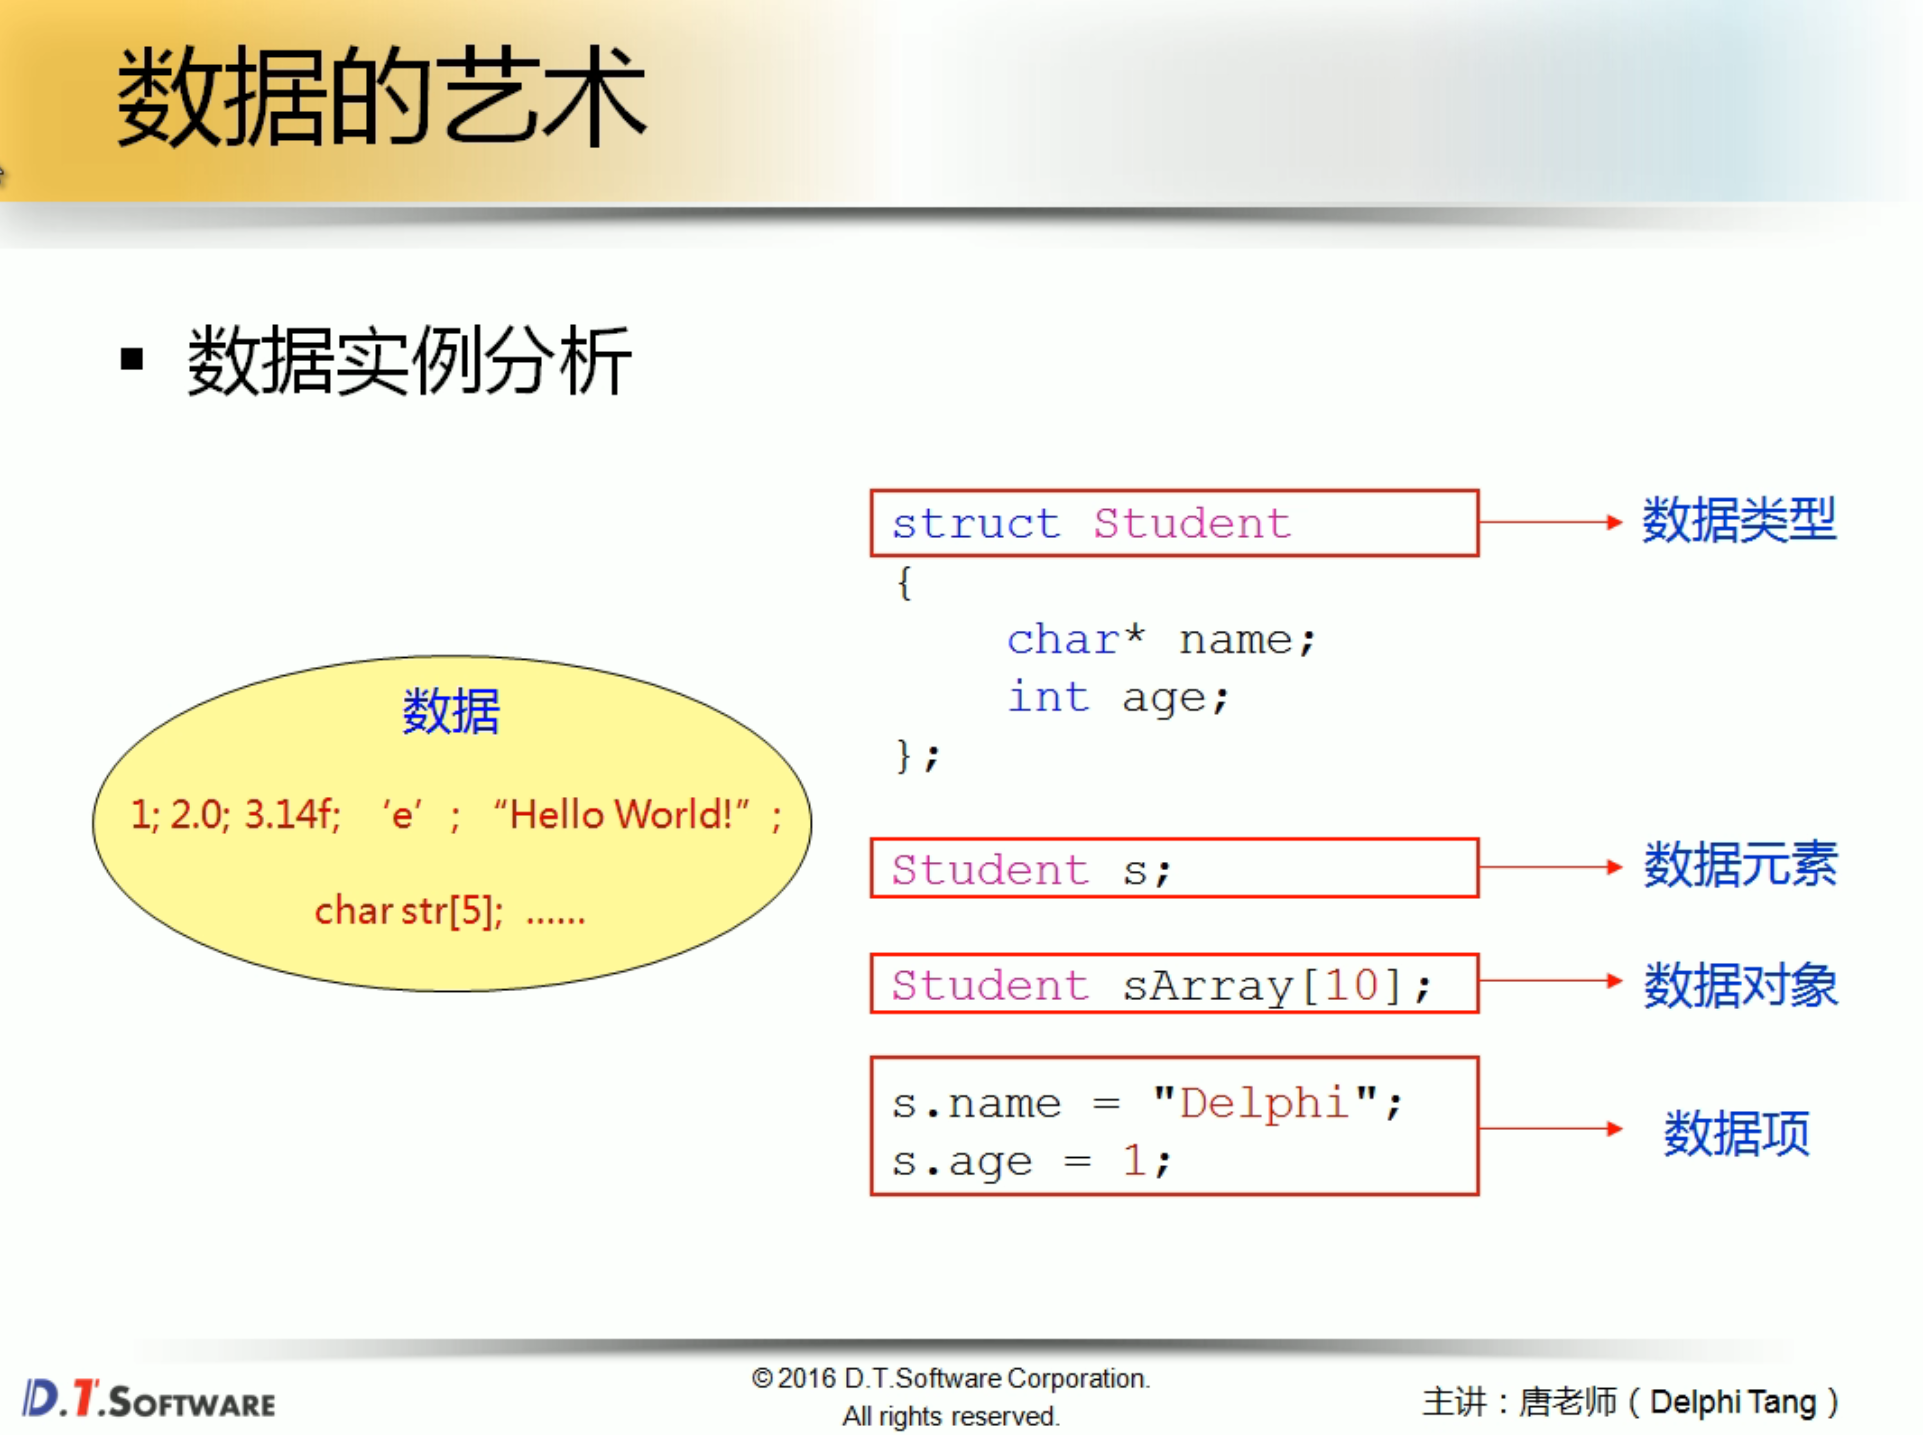 数据的艺术
▪ 数据实例分析
struct Student
数据类型
{
char* name;
int age;
};
数据
1; 2.0; 3.14f; ‘e’ ; “Hello World!” ;
char str[5]; ……
Student s;
数据元素
Student sArray[10];
数据对象
s.name = "Delphi";
s.age = 1;
数据项
D.T.SOFTWARE
© 2016 D.T.Software Corporation.
All rights reserved.
主讲：唐老师（Delphi Tang）